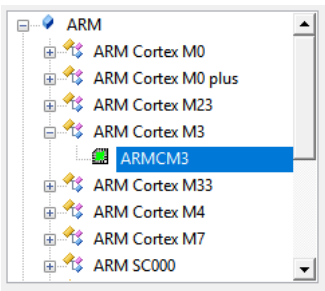 ARM
ARM Cortex M0
ARM Cortex M0 plus
ARM Cortex M23
ARM Cortex M3
ARMCM3
ARM Cortex M33
ARM Cortex M4
ARM Cortex M7
ARM SC000